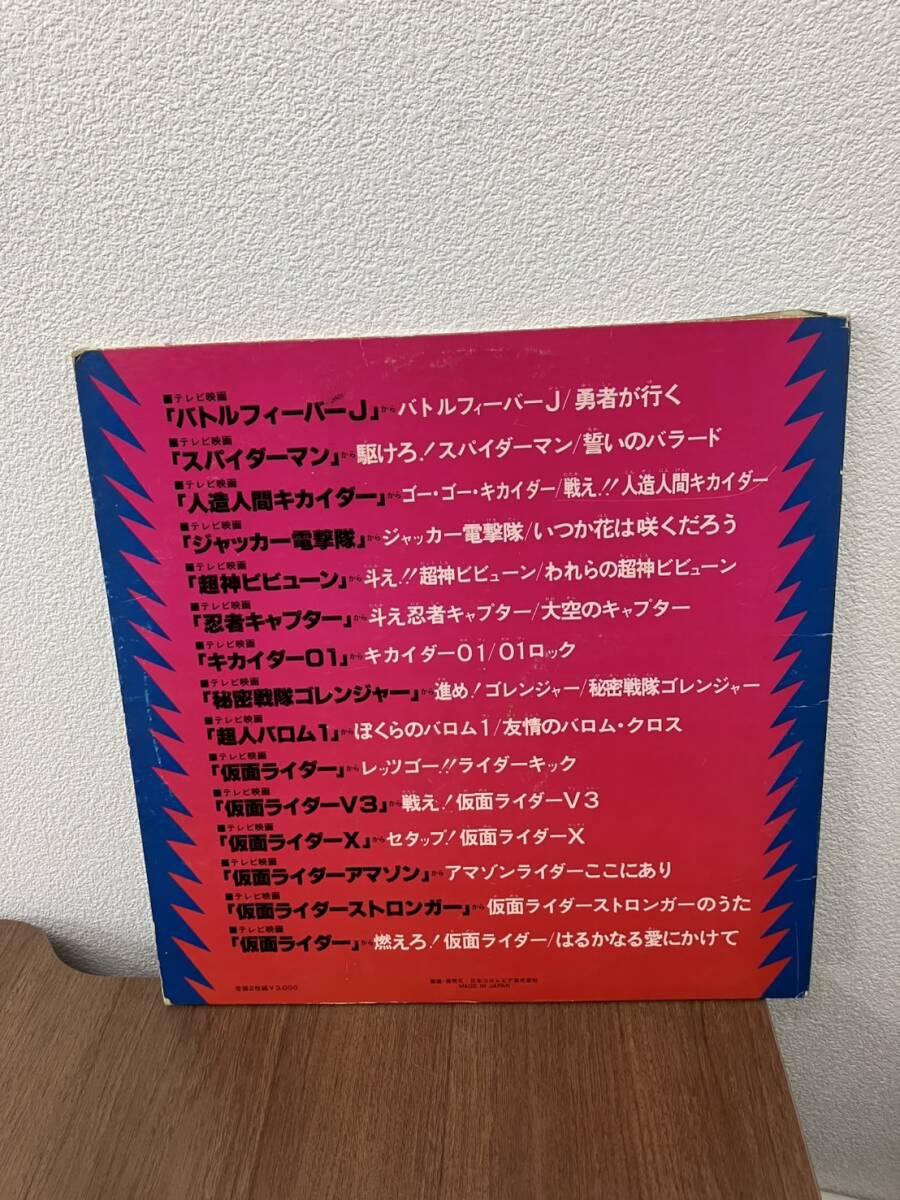 ■テレビ映画
「バトルフィーバーJ」からバトルフィーバーJ/勇者が行く
■テレビ映画
「スパイダーマン」から駆けろ!スパイダーマン/誓いのバラード
■テレビ映画
「人造人間キカイダー」からゴー・ゴー・キカイダー/戦え!!人造人間キカイダー
■テレビ映画
「ジャッカー電撃隊」からジャッカー電撃隊/いつか花は咲くだろう
■テレビ映画
「超神ビビューン」から斗え!!超神ビビューン/われらの超神ビビューン
■テレビ映画
「忍者キャプター」から斗え忍者キャプター/大空のキャプター
■テレビ映画
「キカイダー01」からキカイダー01/01ロック
■テレビ映画
「秘密戦隊ゴレンジャー」から進め!ゴレンジャー/秘密戦隊ゴレンジャー
■テレビ映画
「超人バロム1」からぼくらのバロム1/友情のバロム・クロス
■テレビ映画
「仮面ライダー」からレッツゴー!!ライダーキック
■テレビ映画
「仮面ライダーV3」から戦え!仮面ライダーV3
■テレビ映画
「仮面ライダーX」からセタップ!仮面ライダーX
■テレビ映画
「仮面ライダーアマゾン」からアマゾンライダーここにあり
■テレビ映画
「仮面ライダーストロンガー」から仮面ライダーストロンガーのうた
■テレビ映画
「仮面ライダー」から燃えろ!仮面ライダー/はるかなる愛にかけて
定価2枚組¥3,000
日本コロムビア株式会社
MADE IN JAPAN